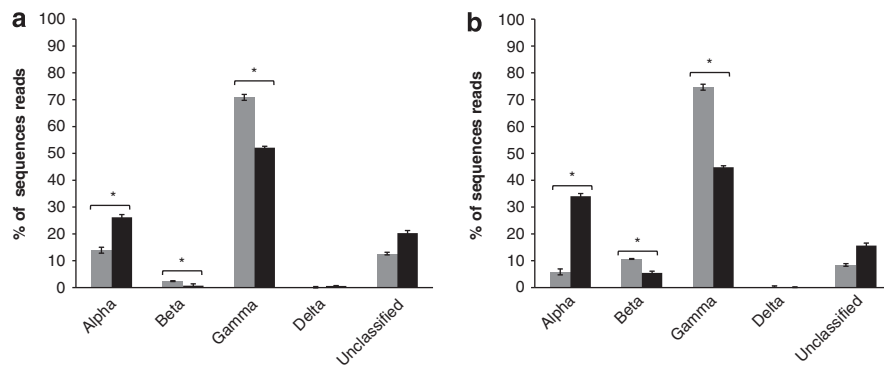 a
% of sequences reads
100
90
80
70
60
50
40
30
20
10
0
*
*
*
Alpha
Beta
Gamma
Delta
Unclassified
b
% of sequences reads
100
90
80
70
60
50
40
30
20
10
0
*
*
*
Alpha
Beta
Gamma
Delta
Unclassified